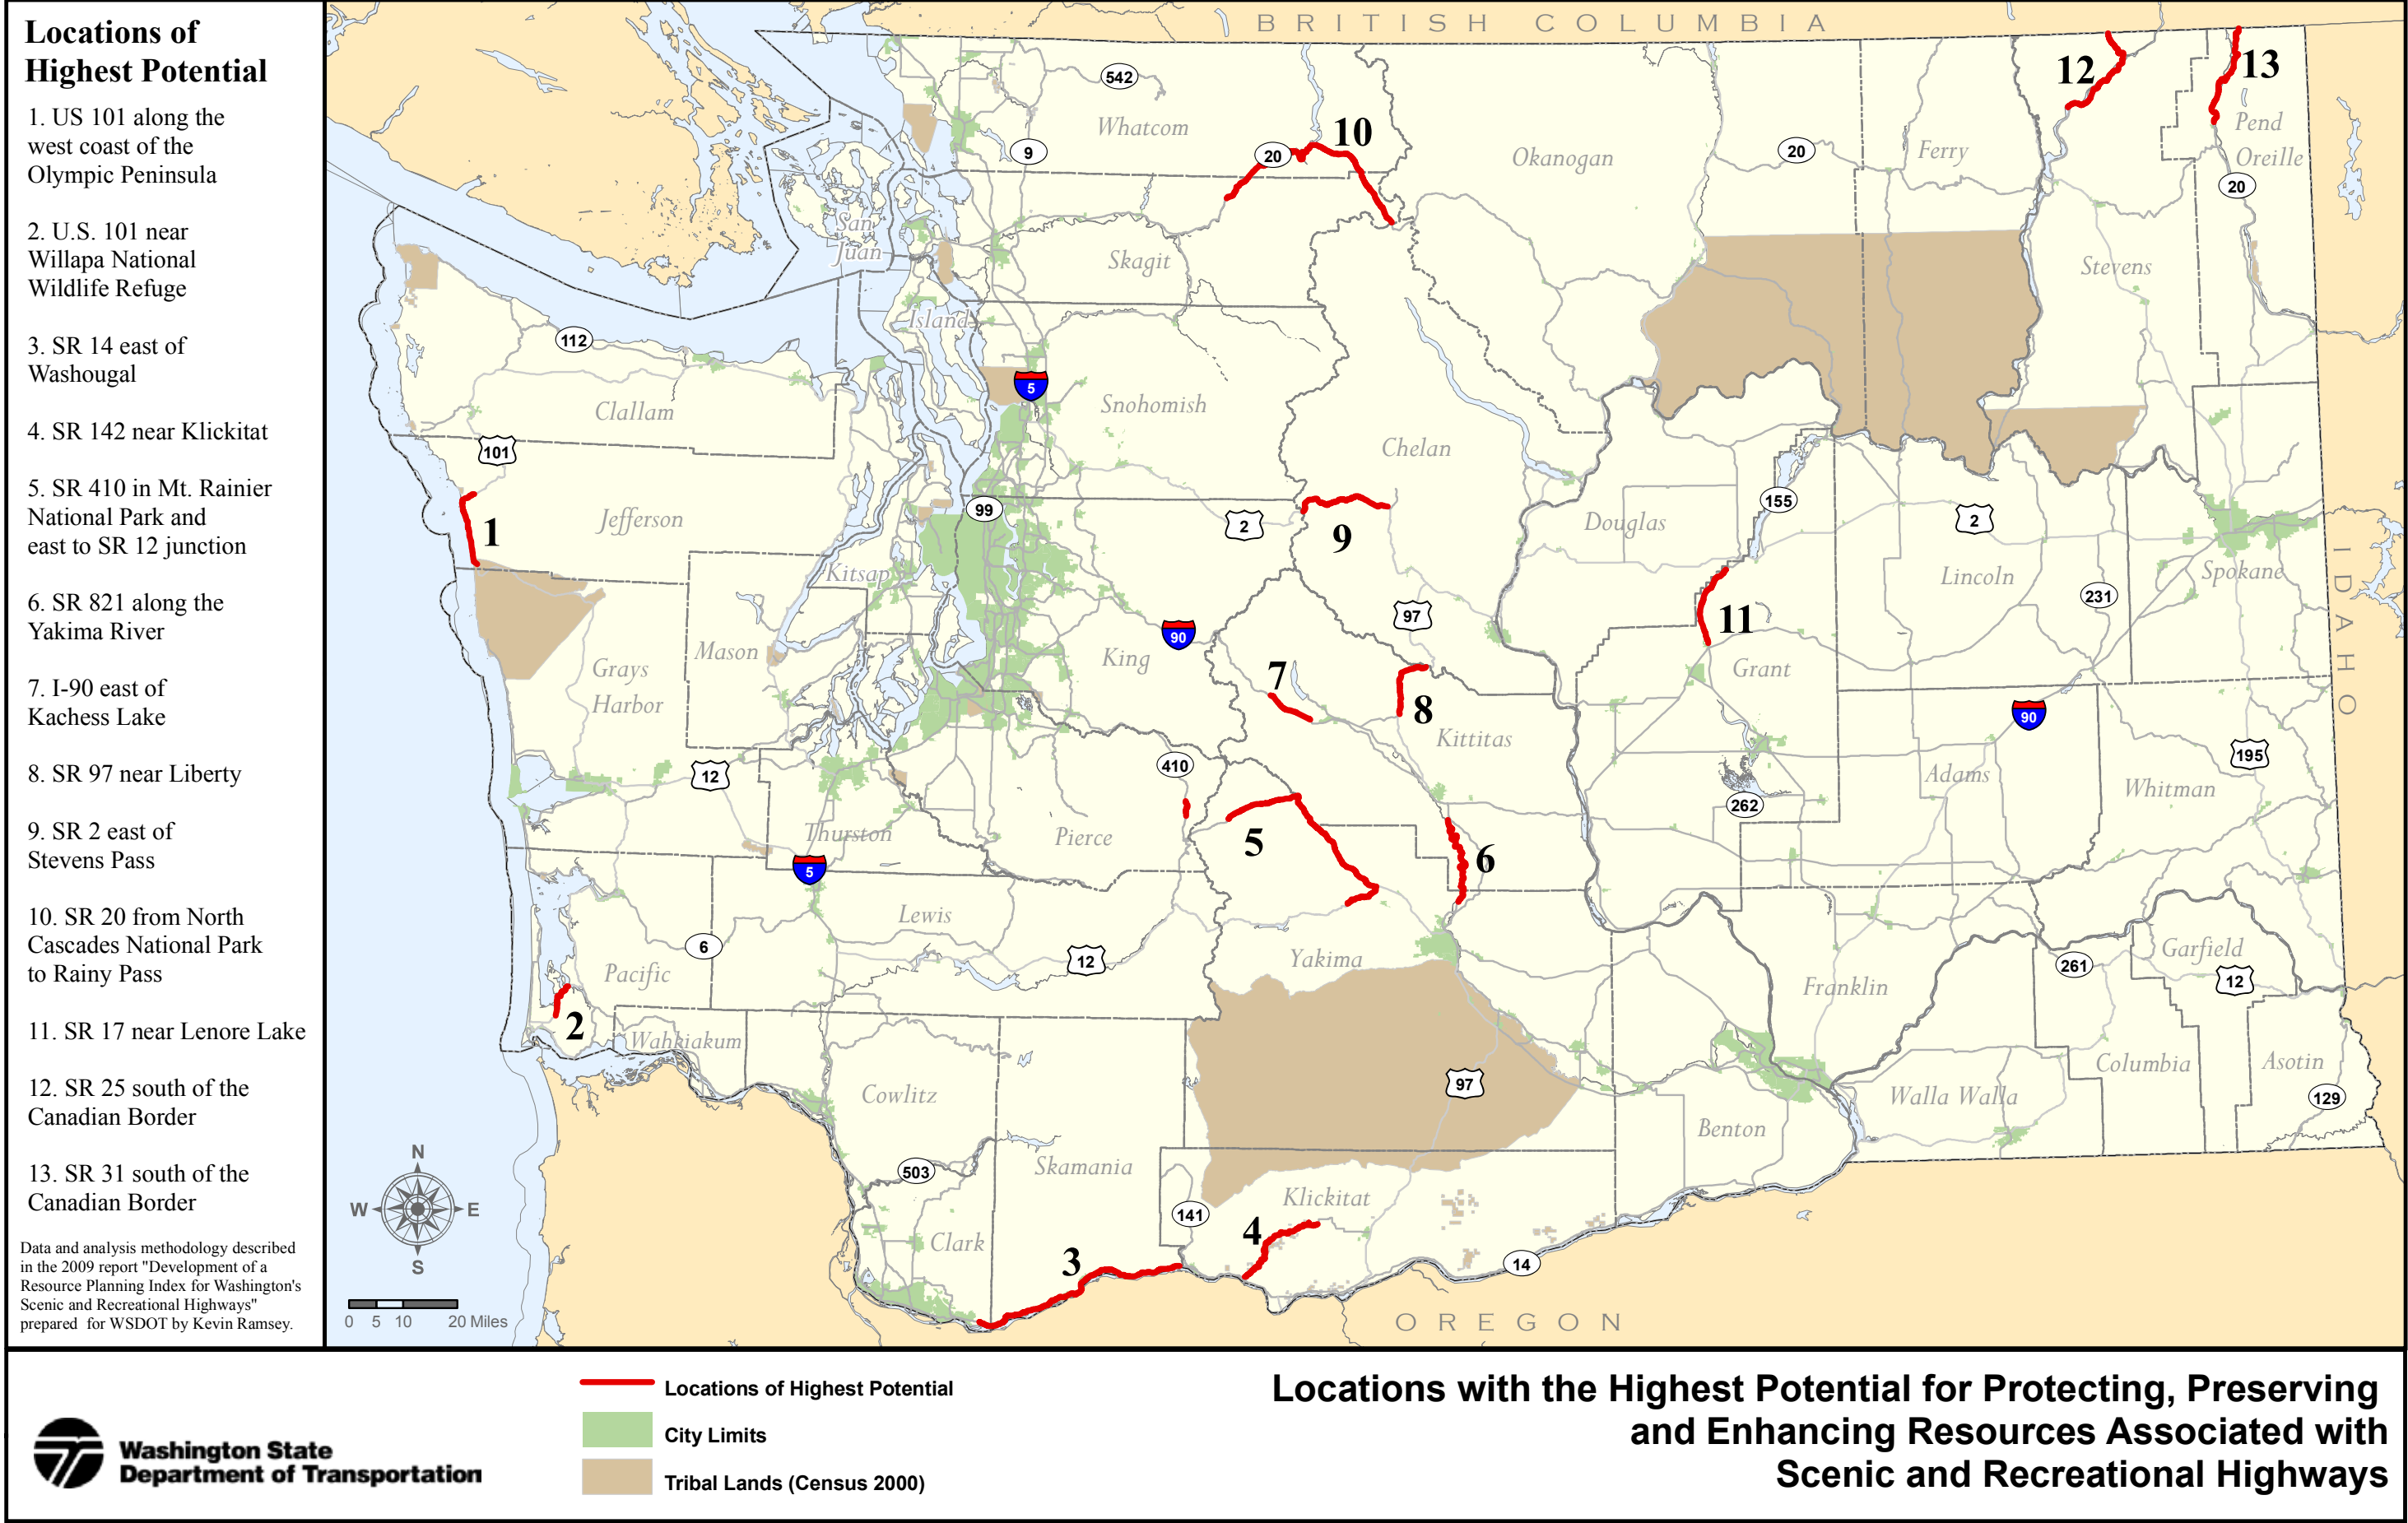 Locations of
Highest Potential
1. US 101 along the
west coast of the
Olympic Peninsula
2. U.S. 101 near
Willapa National
Wildlife Refuge
3. SR 14 east of
Washougal
4. SR 142 near Klickitat
5. SR 410 in Mt. Rainier
National Park and
east to SR 12 junction
6. SR 821 along the
Yakima River
7. I-90 east of
Kachess Lake
8. SR 97 near Liberty
9. SR 2 east of
Stevens Pass
10. SR 20 from North
Cascades National Park
to Rainy Pass
11. SR 17 near Lenore Lake
12. SR 25 south of the
Canadian Border
13. SR 31 south of the
Canadian Border
Data and analysis methodology described
in the 2009 report "Development of a
Resource Planning Index for Washington's
Scenic and Recreational Highways"
prepared for WSDOT by Kevin Ramsey.
BRITISH COLUMBIA
542
Whatcom
9
20
10
Okanogan
20
Ferry
12
13
Pend
Oreille
20
San
Juan
Skagit
Stevens
Island
112
5
Clallam
Snohomish
Chelan
101
1
Jefferson
99
2
9
Douglas
155
2
Kitsap
Lincoln
Spokane
231
IDAHO
97
11
90
King
Mason
Grays
Harbor
7
8
Grant
Kittitas
90
12
410
195
Adams
Whitman
262
Thurston
Pierce
5
6
5
Lewis
6
Pacific
12
Yakima
Garfield
261
12
Franklin
2
Wahkiakum
Cowlitz
97
Columbia
Asotin
Walla Walla
129
Benton
503
Skamania
Klickitat
141
4
Clark
3
14
OREGON
N
W
E
S
0 5 10 20 Miles
Washington State
Department of Transportation
Locations of Highest Potential
City Limits
Tribal Lands (Census 2000)
Locations with the Highest Potential for Protecting, Preserving
and Enhancing Resources Associated with
Scenic and Recreational Highways